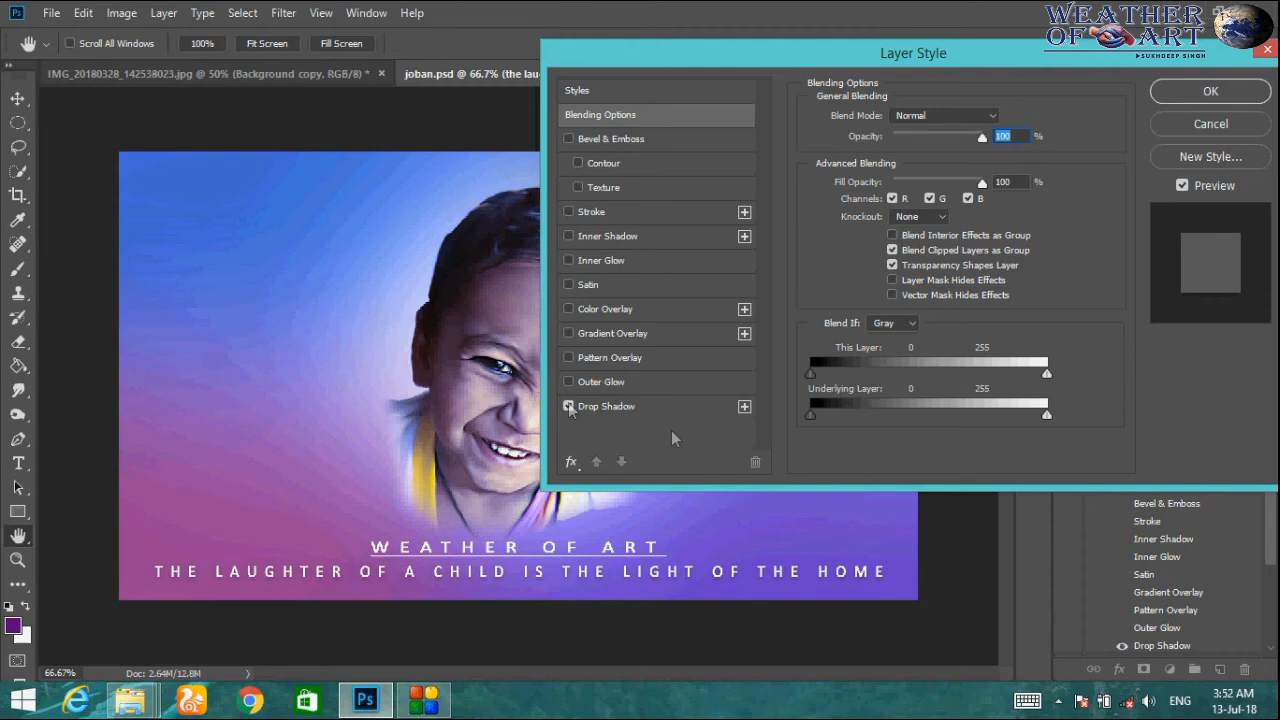 WEATHER
OF ART
►SUKHDEEP SINGH
Ps File Edit Image Layer Type Select Filter View Window Help
Scroll All Windows 100% Fit Screen Fill Screen
IMG_20180328_142538023.jpg @ 50% (Background copy, RGB/8) * × joban.psd @ 66.7% (the lau
Layer Style
Styles
Blending Options
Bevel & Emboss
Contour
Texture
Stroke
Inner Shadow
Inner Glow
Satin
Color Overlay
Gradient Overlay
Pattern Overlay
Outer Glow
Drop Shadow
fx
Blending Options
General Blending
Blend Mode: Normal
Opacity: 100 %
Advanced Blending
Fill Opacity: 100 %
Channels: R G B
Knockout: None
Blend Interior Effects as Group
Blend Clipped Layers as Group
Transparency Shapes Layer
Layer Mask Hides Effects
Vector Mask Hides Effects
Blend If: Gray
This Layer: 0 255
Underlying Layer: 0 255
OK
Cancel
New Style...
Preview
WEATHER OF ART
THE LAUGHTER OF A CHILD IS THE LIGHT OF THE HOME
Bevel & Emboss
Stroke
Inner Shadow
Inner Glow
Satin
Gradient Overlay
Pattern Overlay
Outer Glow
Drop Shadow
fx
66.67% Doc: 2.64M/12.8M
Ps
ENG
3:52 AM
13-Jul-18